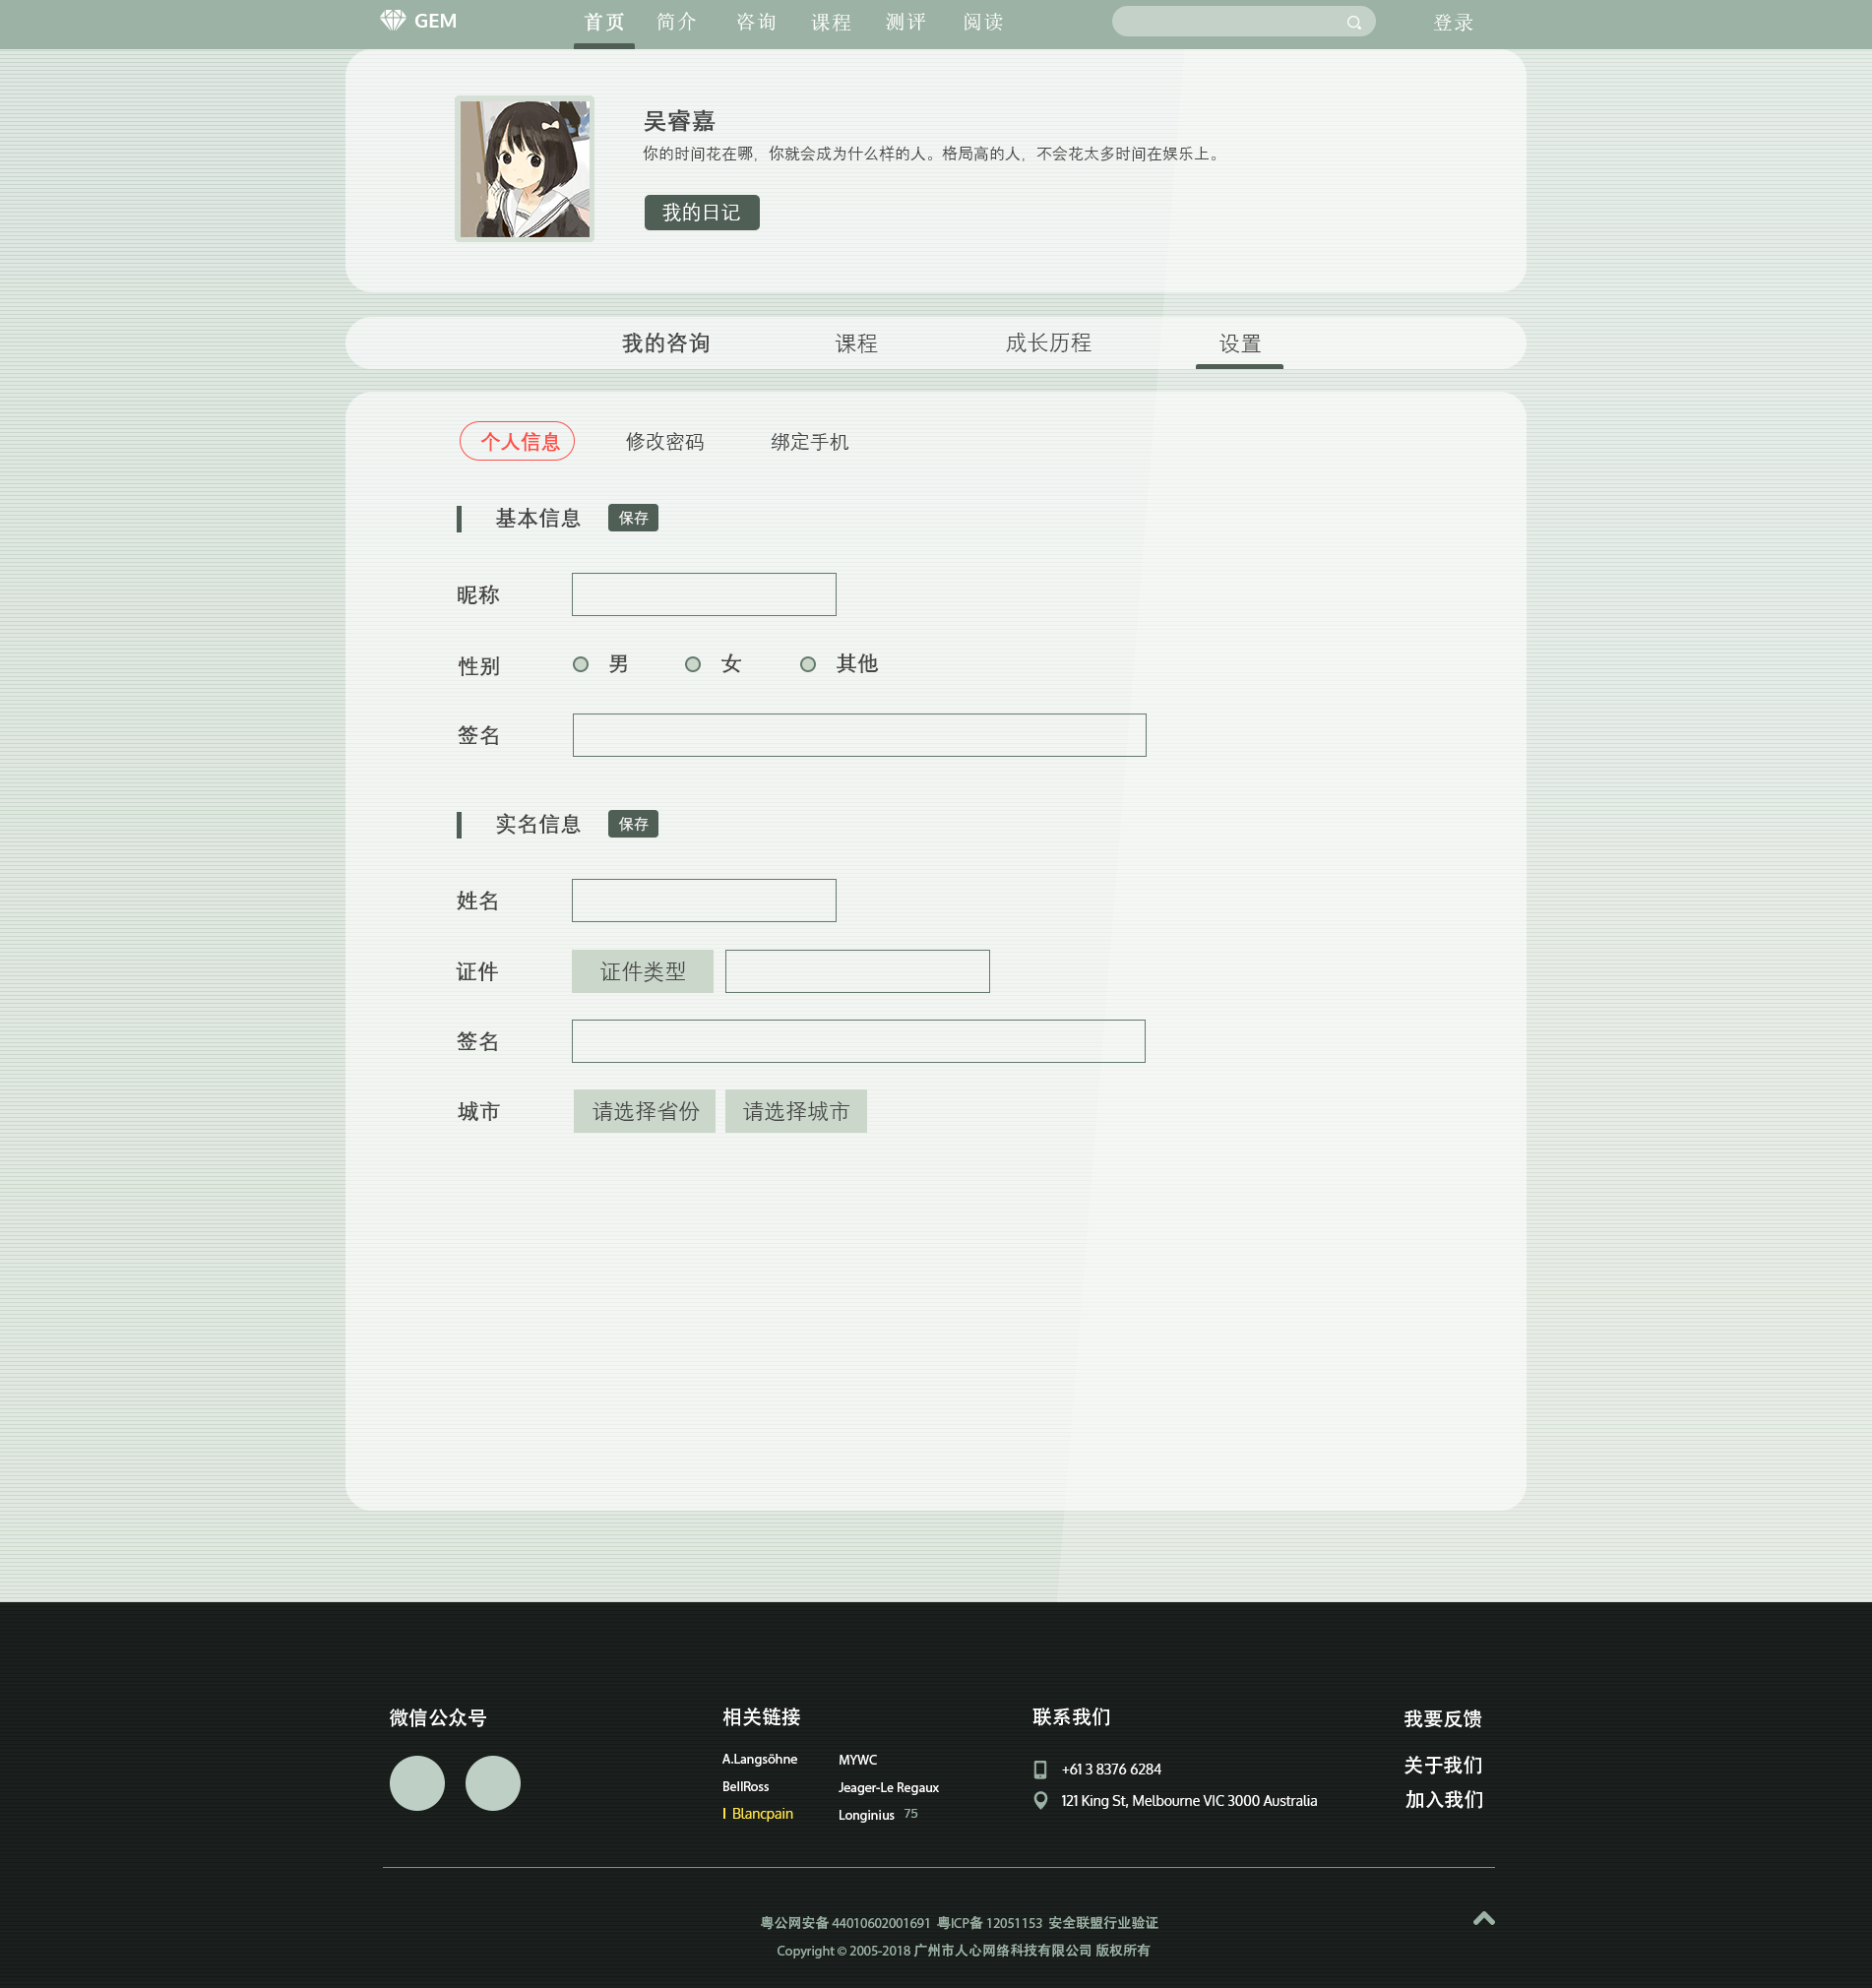 GEM 首页 简介 咨询 课程 测评 阅读 登录
吴睿嘉
你的时间花在哪，你就会成为什么样的人。格局高的人，不会花太多时间在娱乐上。
我的日记
我的咨询 课程 成长历程 设置
个人信息 修改密码 绑定手机
基本信息 保存
昵称
性别 男 女 其他
签名
实名信息 保存
姓名
证件 证件类型
签名
城市 请选择省份 请选择城市
微信公众号
相关链接
A.Langsöhne MYWC
BellRoss Jeager-Le Regaux
Blancpain Longinius 75
联系我们
+61 3 8376 6284
121 King St, Melbourne VIC 3000 Australia
我要反馈
关于我们
加入我们
粤公网安备 44010602001691 粤ICP备 12051153 安全联盟行业验证
Copyright © 2005-2018 广州市人心网络科技有限公司 版权所有